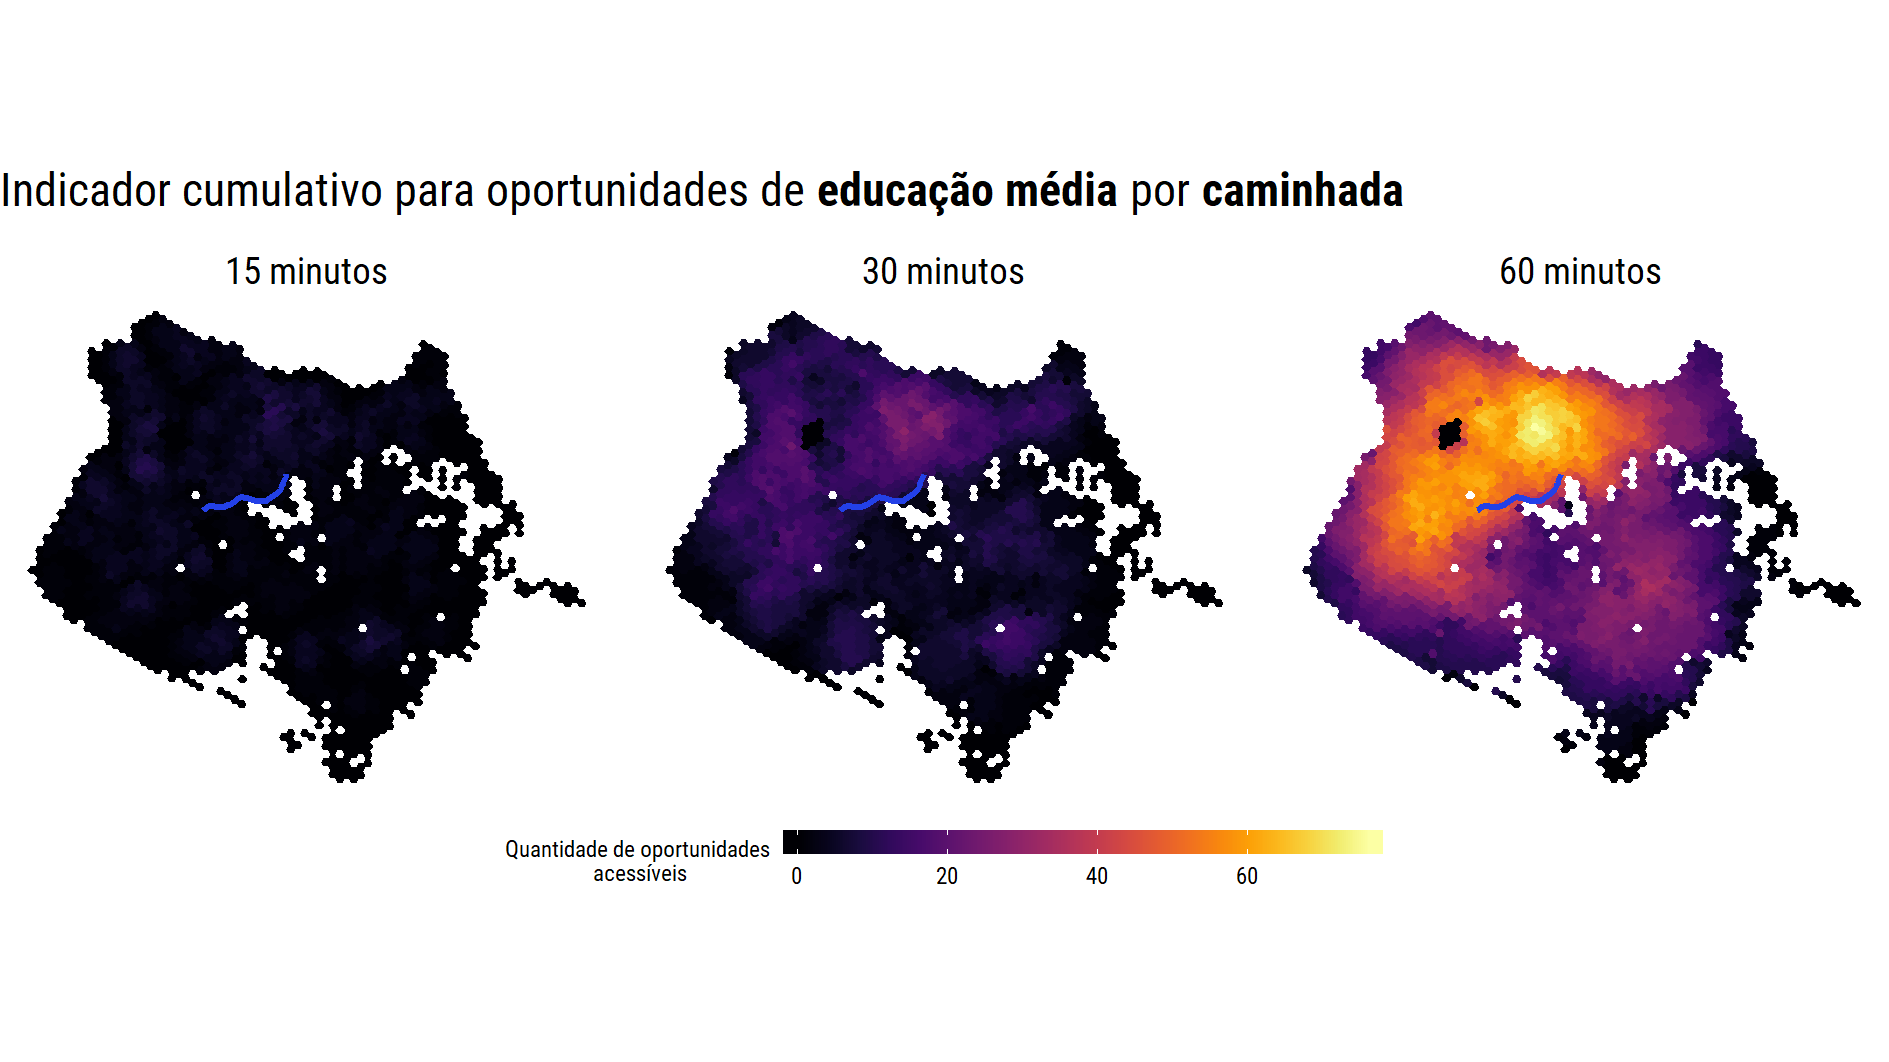 Indicador cumulativo para oportunidades de educação média por caminhada
15 minutos
30 minutos
60 minutos
Quantidade de oportunidades
acessíveis
0
20
40
60